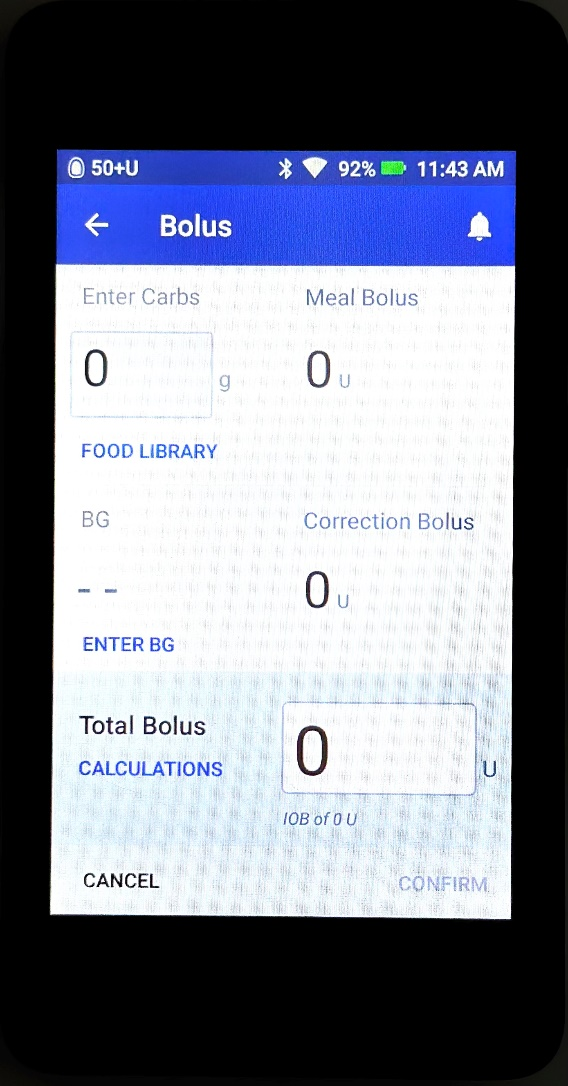 50+U 92% 11:43 AM
Bolus
Enter Carbs Meal Bolus
0 g 0 U
FOOD LIBRARY
BG Correction Bolus
-- 0 U
ENTER BG
Total Bolus 0 U
CALCULATIONS
IOB of 0 U
CANCEL CONFIRM